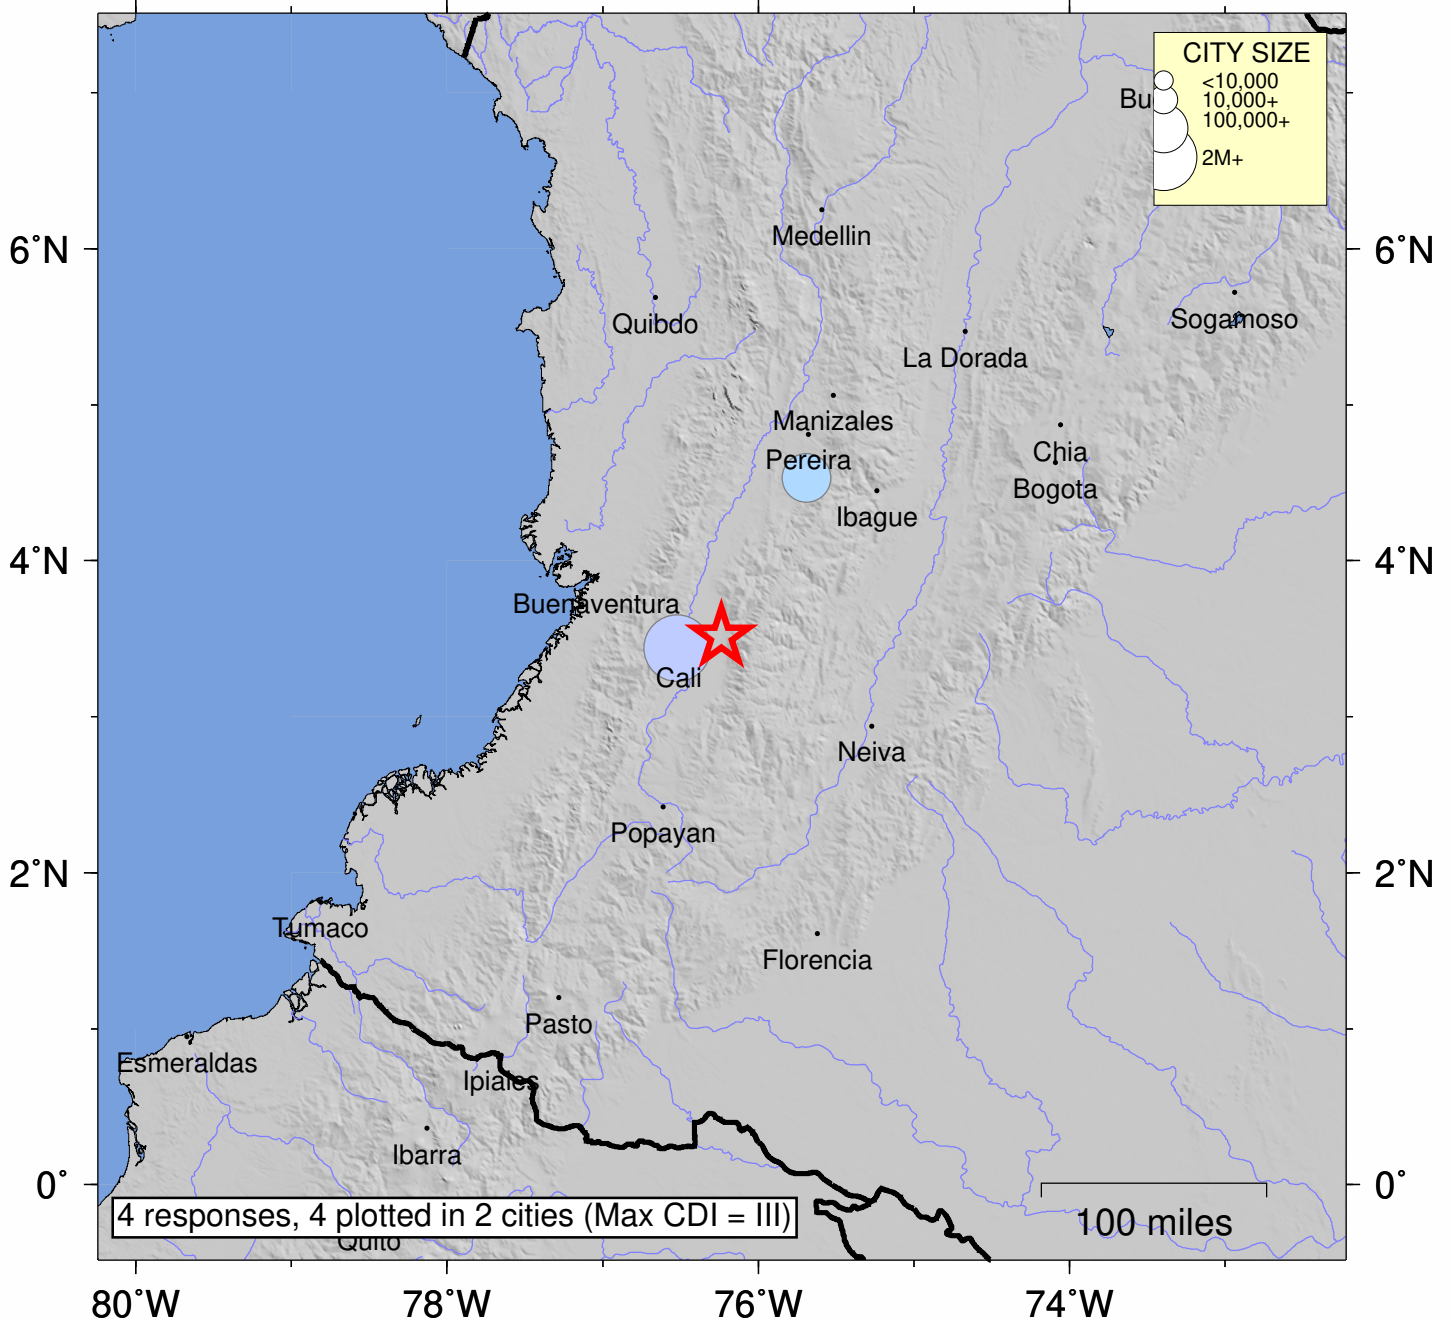 CITY SIZE
<10,000
10,000+
100,000+
2M+
Bu
Medellin
6°N
6°N
Quibdo
Sogamoso
La Dorada
Manizales
Chia
Pereira
Bogota
Ibague
4°N
4°N
Buenaventura
Cali
Neiva
Popayan
2°N
2°N
Tumaco
Florencia
Pasto
Esmeraldas
Ipiales
Ibarra
0°
0°
4 responses, 4 plotted in 2 cities (Max CDI = III)
100 miles
Quito
80°W
78°W
76°W
74°W